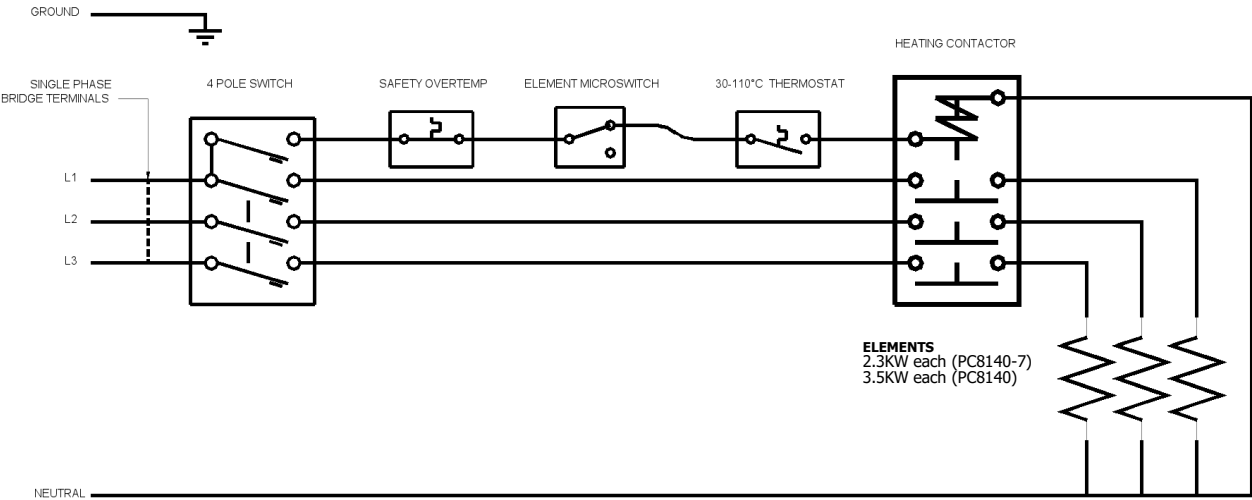 GROUND
HEATING CONTACTOR
SINGLE PHASE
BRIDGE TERMINALS
4 POLE SWITCH
SAFETY OVERTEMP
ELEMENT MICROSWITCH
30-110°C THERMOSTAT
L1
L2
L3
ELEMENTS
2.3KW each (PC8140-7)
3.5KW each (PC8140)
NEUTRAL